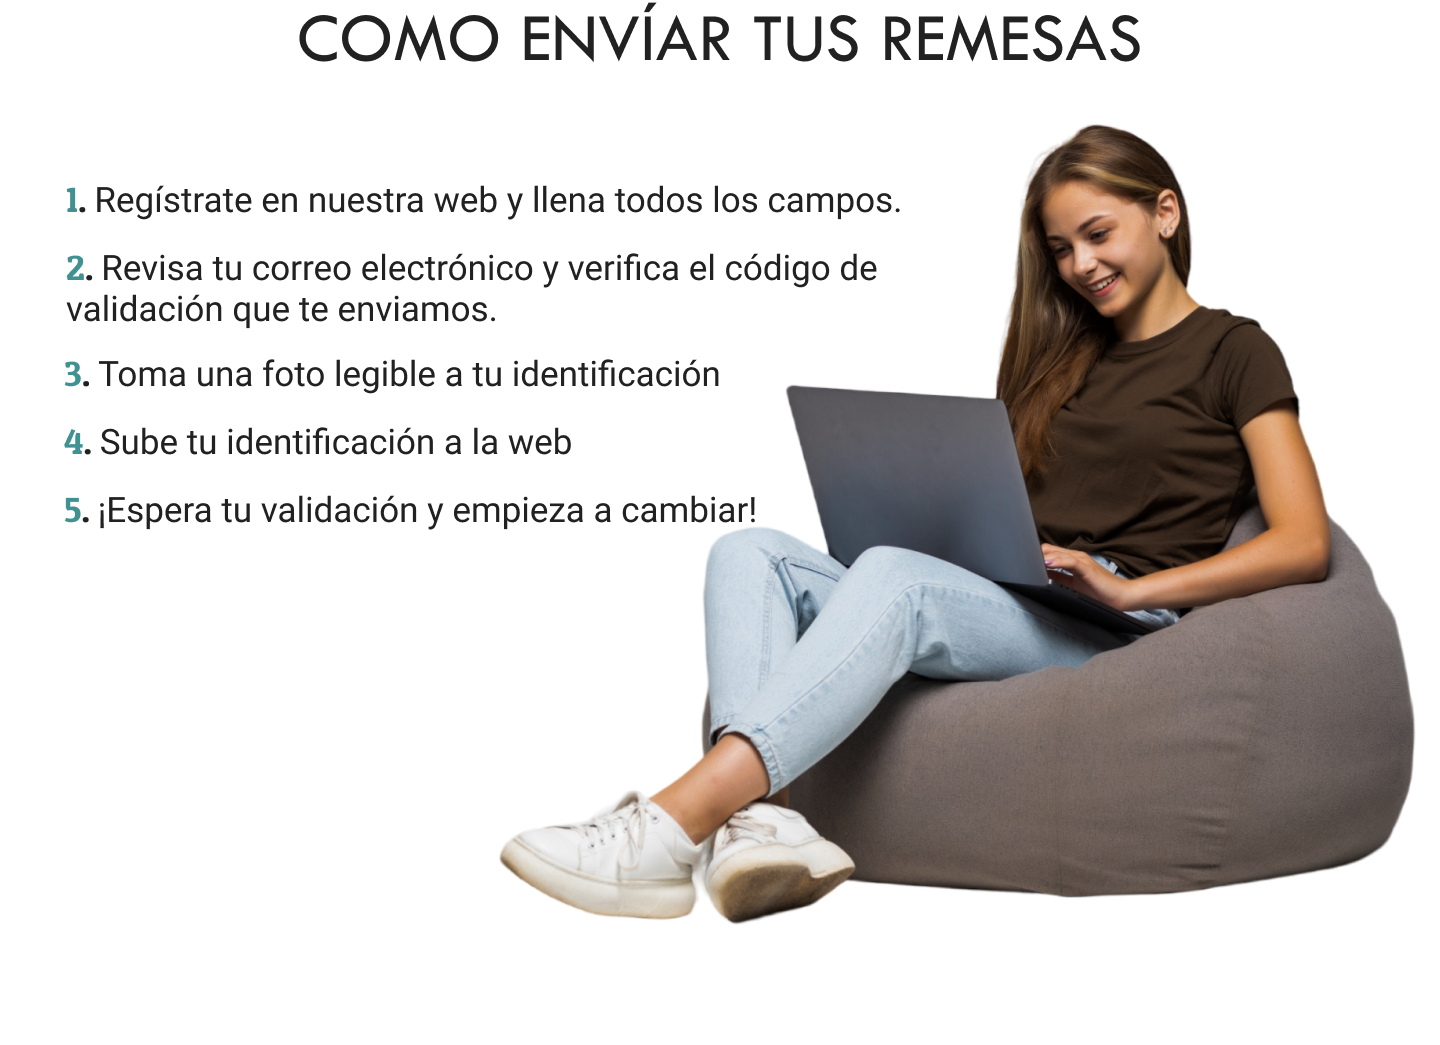 COMO ENVÍAR TUS REMESAS
1. Regístrate en nuestra web y llena todos los campos.
2. Revisa tu correo electrónico y verifica el código de
validación que te enviamos.
3. Toma una foto legible a tu identificación
4. Sube tu identificación a la web
5. ¡Espera tu validación y empieza a cambiar!